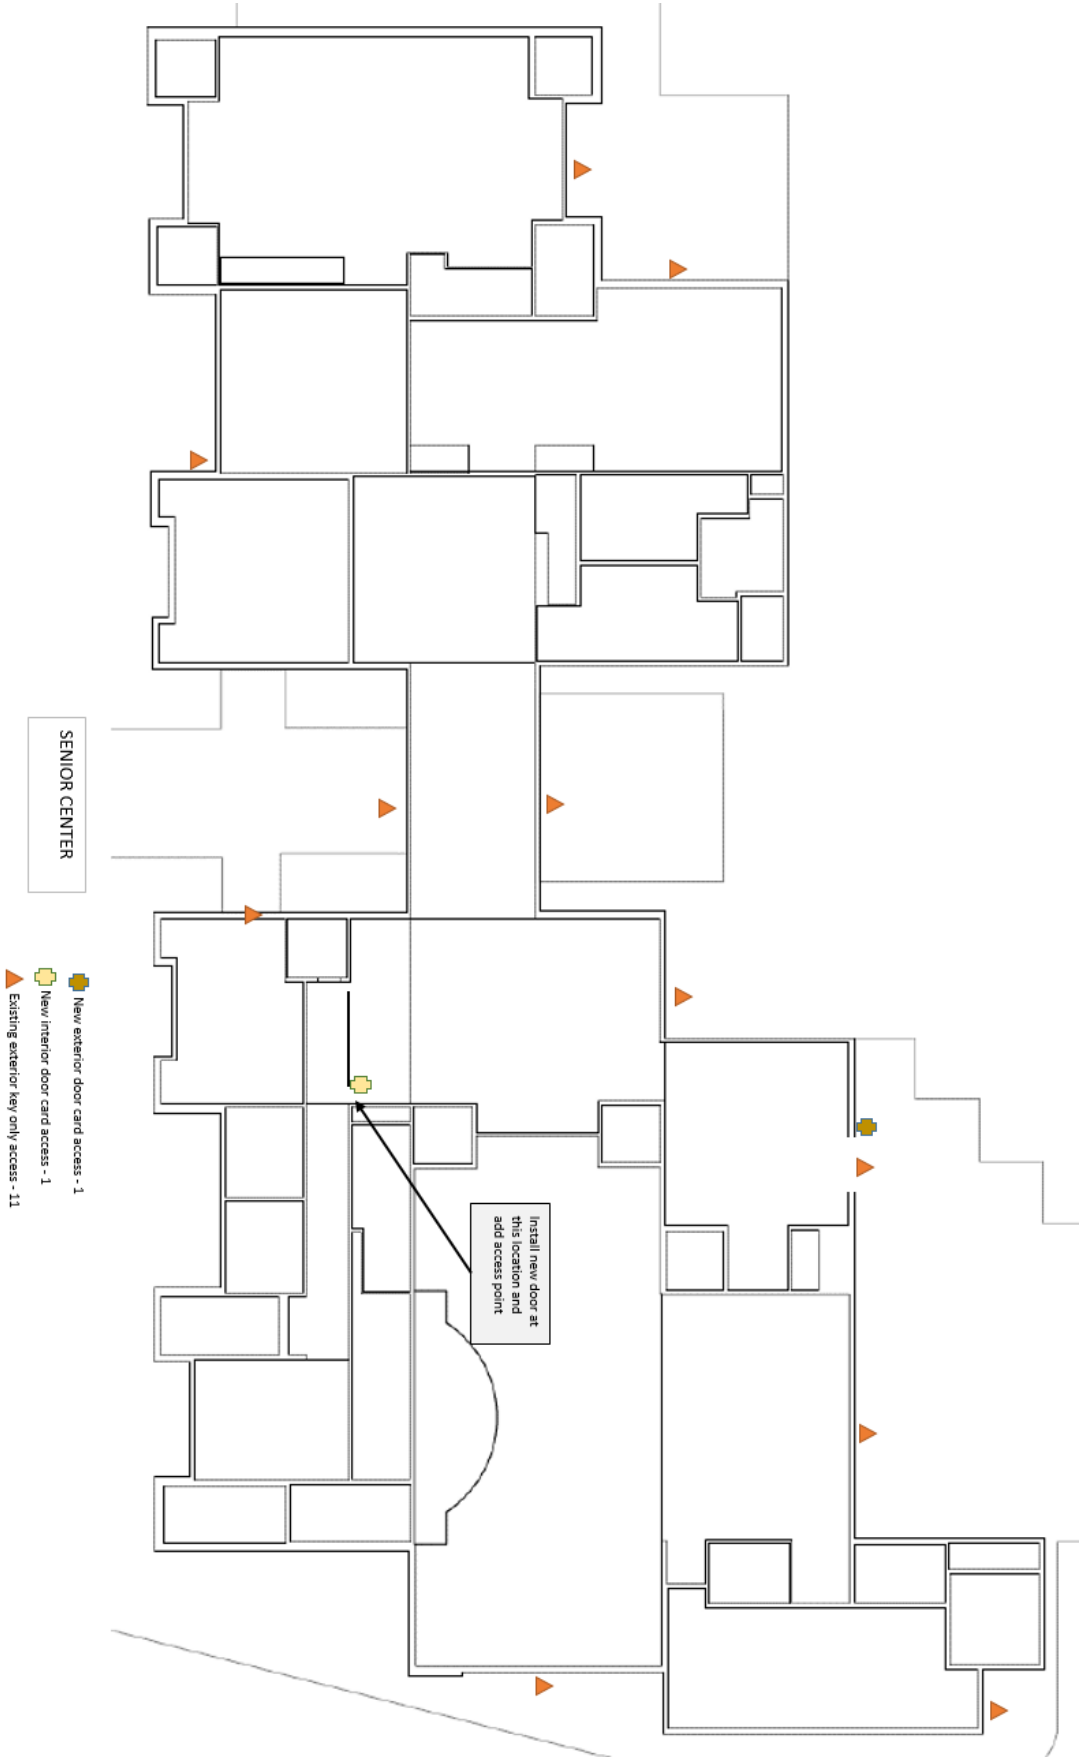 SENIOR CENTER
New exterior door card access - 1
New interior door card access - 1
Existing exterior key only access - 11
Install new door at
this location and
add access point